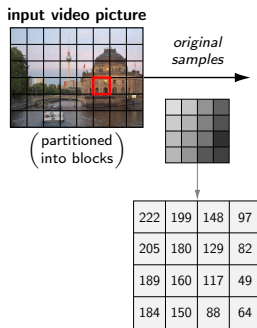 input video picture
original
samples
(partitioned
into blocks)
222 199 148 97
205 180 129 82
189 160 117 49
184 150 88 64